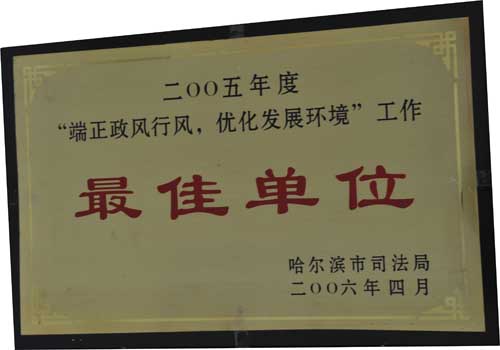 二〇〇五年度
“端正政风行风，优化发展环境”工作
最佳单位
哈尔滨市司法局
二〇〇六年四月